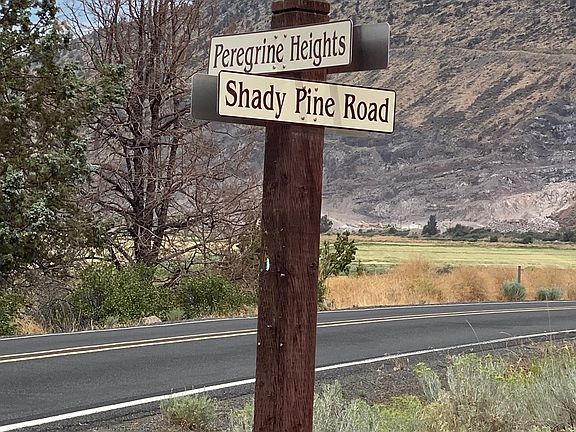 Peregrine Heights
Shady Pine Road